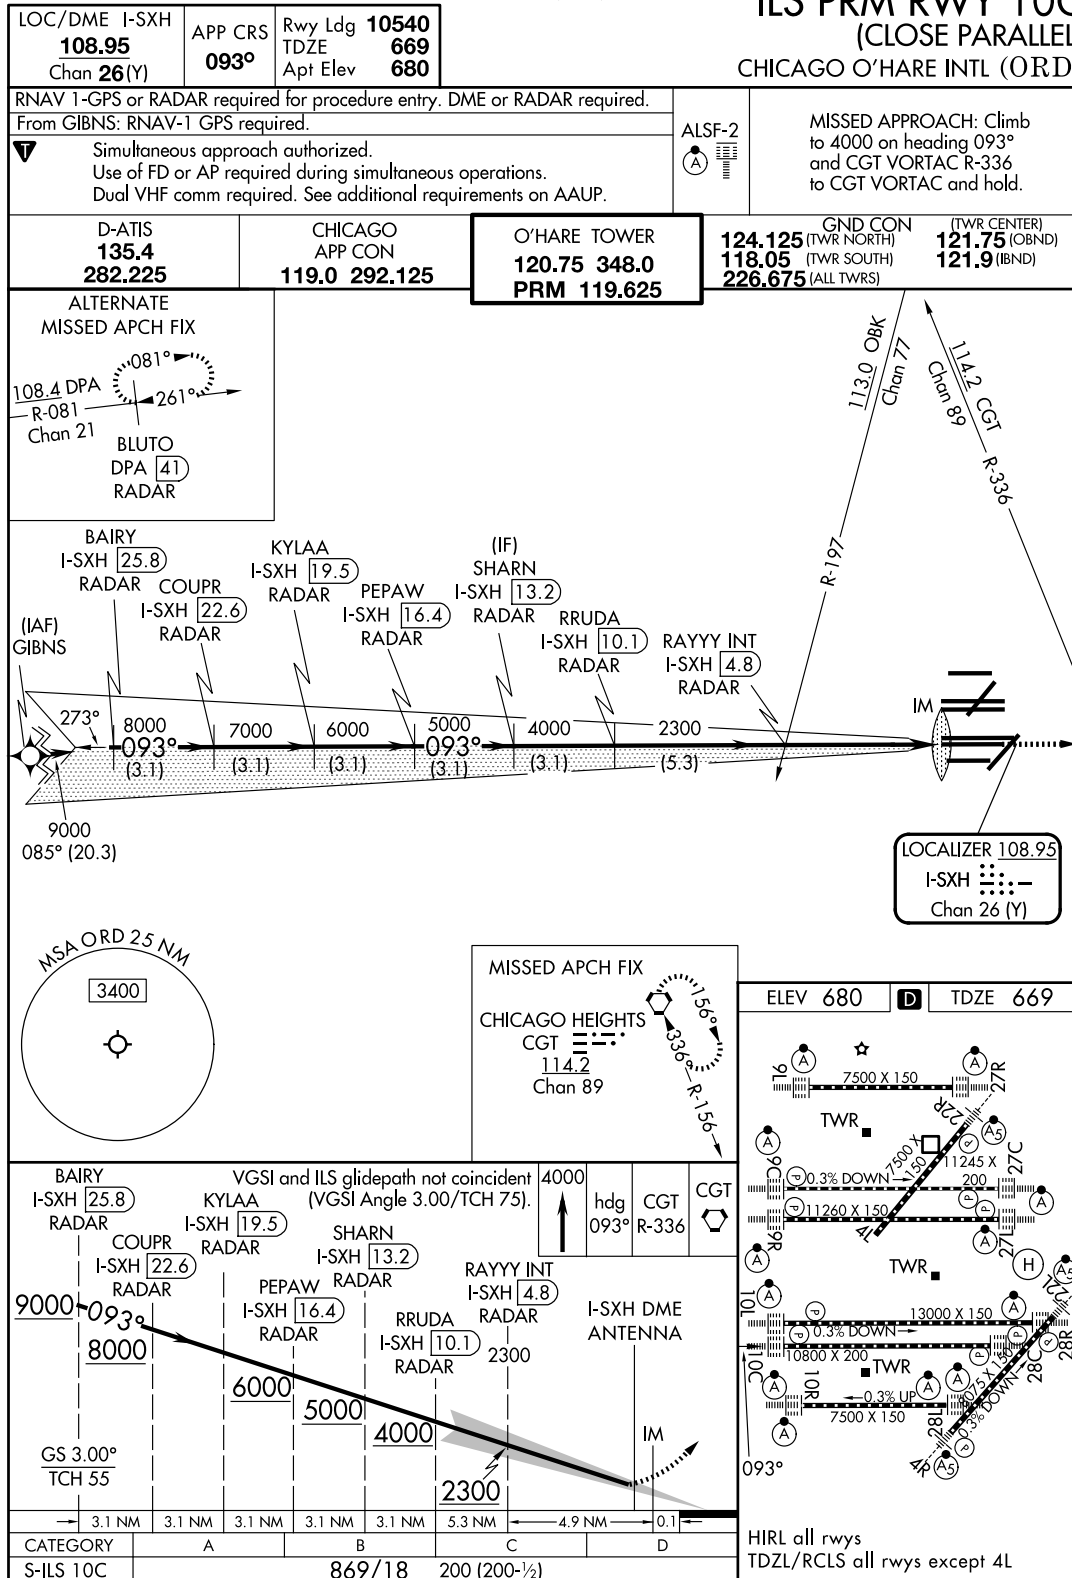 ILS PRM RWY 10C
(CLOSE PARALLEL
CHICAGO O'HARE INTL (ORD
LOC/DME I-SXH
108.95
Chan 26(Y)
APP CRS
093°
Rwy Ldg 10540
TDZE 669
Apt Elev 680
RNAV 1-GPS or RADAR required for procedure entry. DME or RADAR required.
From GIBNS: RNAV-1 GPS required.
T
Simultaneous approach authorized.
Use of FD or AP required during simultaneous operations.
Dual VHF comm required. See additional requirements on AAUP.
ALSF-2
A
MISSED APPROACH: Climb
to 4000 on heading 093°
and CGT VORTAC R-336
to CGT VORTAC and hold.
D-ATIS
135.4
282.225
CHICAGO
APP CON
119.0 292.125
O'HARE TOWER
120.75 348.0
PRM 119.625
GND CON
124.125 (TWR NORTH)
118.05 (TWR SOUTH)
226.675 (ALL TWRS)
(TWR CENTER)
121.75 (OBND)
121.9 (IBND)
ALTERNATE
MISSED APCH FIX
081°
261°
108.4 DPA
R-081
Chan 21
BLUTO
DPA 41
RADAR
113.0 OBK
Chan 77
R-197
114.2 CGT
Chan 89
R-336
(IAF)
GIBNS
BAIRY
I-SXH 25.8
RADAR
COUPR
I-SXH 22.6
RADAR
KYLAA
I-SXH 19.5
RADAR
PEPAW
I-SXH 16.4
RADAR
(IF)
SHARN
I-SXH 13.2
RADAR
RRUDA
I-SXH 10.1
RADAR
RAYYY INT
I-SXH 4.8
RADAR
IM
273°
8000
7000
6000
5000
4000
2300
093°
093°
(3.1)
(3.1)
(3.1)
(3.1)
(3.1)
(5.3)
9000
085° (20.3)
LOCALIZER 108.95
I-SXH
Chan 26 (Y)
MSA ORD 25 NM
3400
MISSED APCH FIX
CHICAGO HEIGHTS
CGT
114.2
Chan 89
156°
336°
R-156
ELEV 680
D
TDZE 669
9L
A
7500 X 150
A
27R
TWR
22R
A5
P
A
9C
P
0.3% DOWN
7500 X
150
11245 X
200
27C
P
A
11260 X 150
P
P
9R
4L
27L
A
A
TWR
H
A5
22L
10L
A
P
13000 X 150
A
P
0.3% DOWN
P
P
28R
10C
10800 X 200
P
28C
TWR
A
10R
A
A
0.3% UP
7500 X 150
A
28L
8075 X 150
0.3% DOWN
P
4R
A5
093°
HIRL all rwys
TDZL/RCLS all rwys except 4L
VGSI and ILS glidepath not coincident
(VGSI Angle 3.00/TCH 75).
4000
hdg
093°
CGT
R-336
CGT
BAIRY
I-SXH 25.8
RADAR
COUPR
I-SXH 22.6
RADAR
KYLAA
I-SXH 19.5
RADAR
PEPAW
I-SXH 16.4
RADAR
SHARN
I-SXH 13.2
RADAR
RRUDA
I-SXH 10.1
RADAR
RAYYY INT
I-SXH 4.8
RADAR
2300
I-SXH DME
ANTENNA
IM
9000
093°
8000
6000
5000
4000
2300
GS 3.00°
TCH 55
3.1 NM
3.1 NM
3.1 NM
3.1 NM
3.1 NM
5.3 NM
4.9 NM
0.1
CATEGORY
A
B
C
D
S-ILS 10C
869/18 200 (200-½)